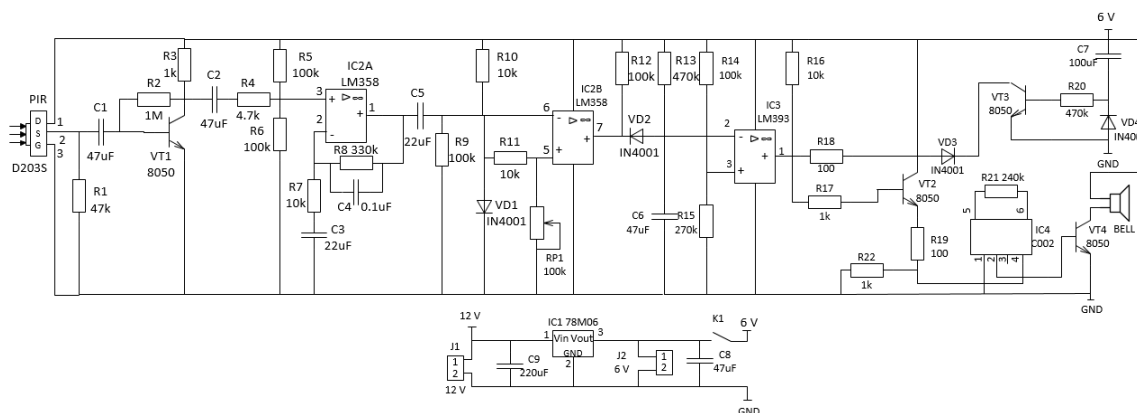 6 V
C7
100uF
R3
1k
R5
100k
IC2A
LM358
R10
10k
IC2B
LM358
R12
100k
R13
470k
R14
100k
R16
10k
VT3
8050
R20
470k
VD4
IN400
GND
PIR
D
S
G
1
2
3
D203S
C1
47uF
R2
1M
C2
47uF
R4
4.7k
VT1
8050
R1
47k
R6
100k
3
+
1
2
-
C5
22uF
R8 330k
C4
0.1uF
R7
10k
C3
22uF
R9
100k
R11
10k
VD1
IN4001
RP1
100k
6
-
7
5
+
VD2
IN4001
C6
47uF
R15
270k
IC3
LM393
2
-
1
3
+
R18
100
R17
1k
VD3
IN4001
VT2
8050
R19
100
R22
1k
R21 240k
5
6
IC4
C002
1
2
3
4
VT4
8050
BELL
GND
12 V
J1
1
2
12 V
C9
220uF
IC1 78M06
1
Vin Vout
3
GND
2
J2
6 V
1
2
C8
47uF
K1
6 V
GND